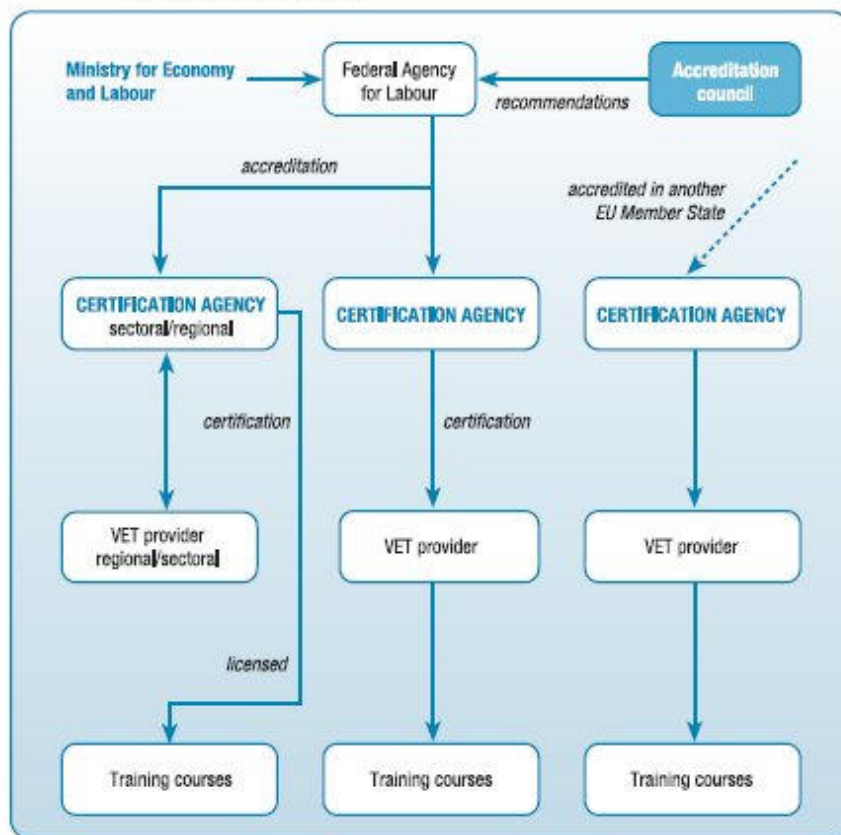 Ministry for Economy
and Labour
Federal Agency
for Labour
recommendations
Accreditation
council
accreditation
accredited in another
EU Member State
CERTIFICATION AGENCY
sectoral/regional
CERTIFICATION AGENCY
CERTIFICATION AGENCY
certification
certification
VET provider
regional/sectoral
VET provider
VET provider
licensed
Training courses
Training courses
Training courses